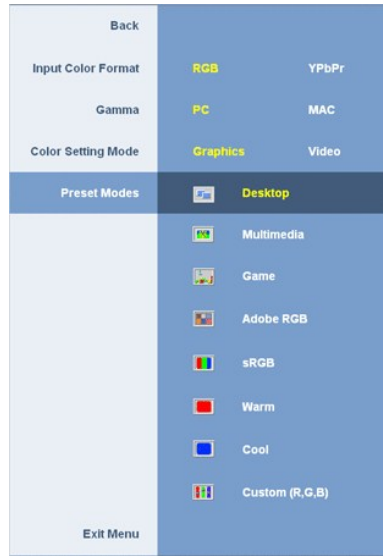 Back
Input Color Format RGB YPbPr
Gamma PC MAC
Color Setting Mode Graphics Video
Preset Modes Desktop
Multimedia
Game
Adobe RGB
sRGB
Warm
Cool
Custom (R,G,B)
Exit Menu